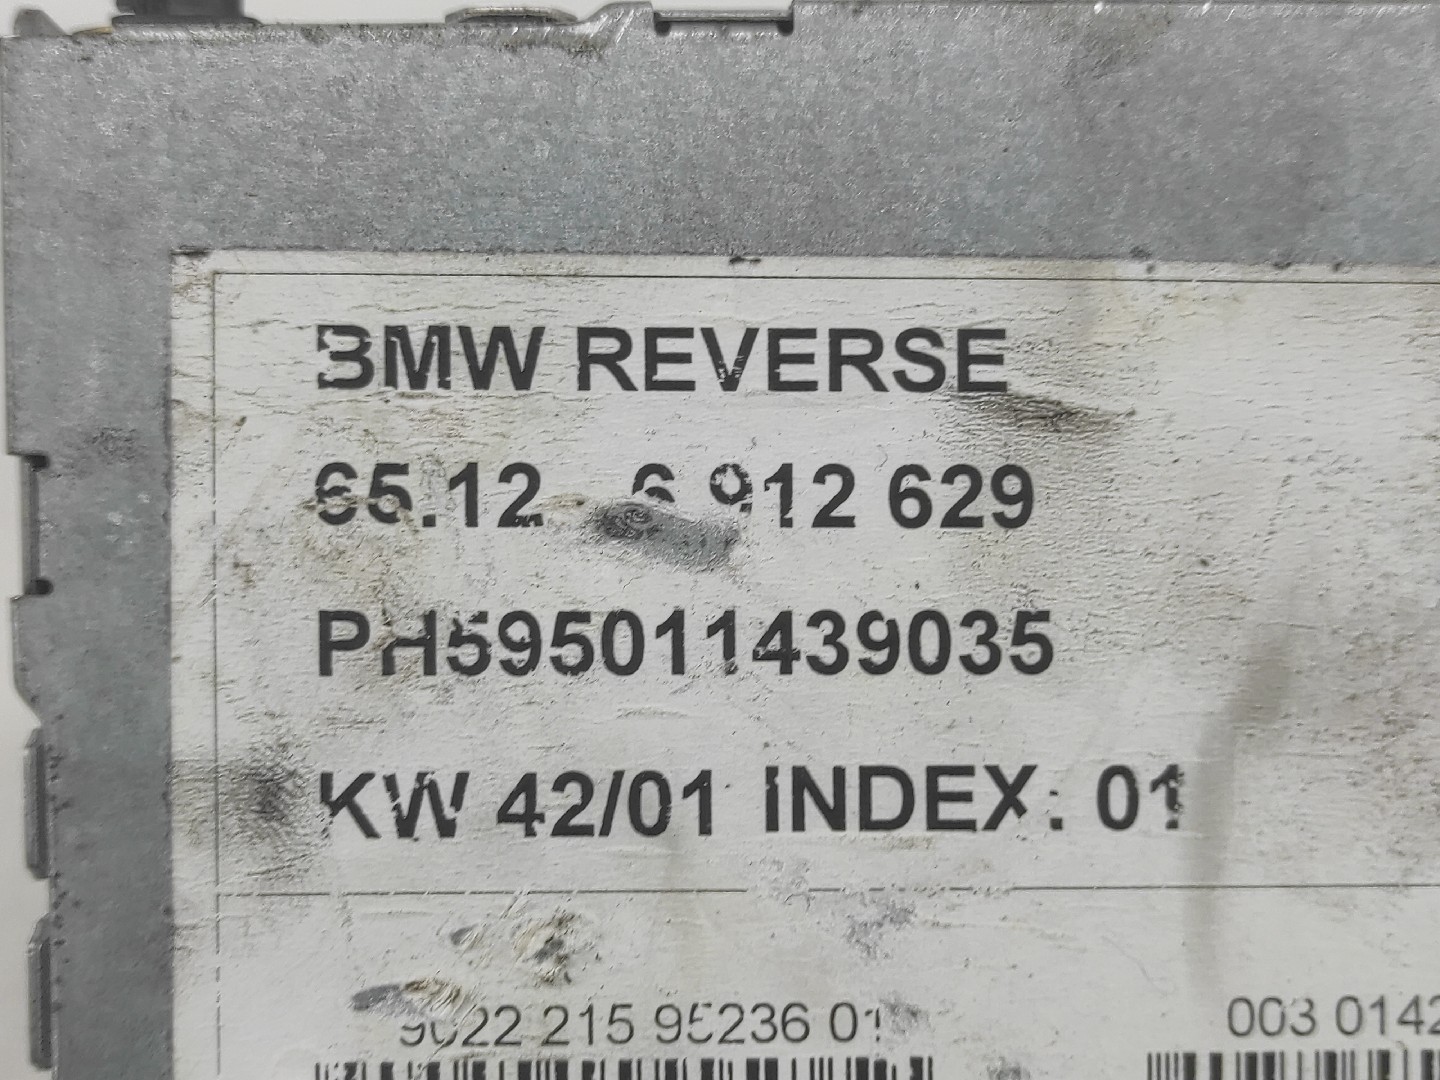 BMW REVERSE
65.12 6 912 629
PH595011439035
KW 42/01 INDEX: 01
9022 215 95236 01
003 0142